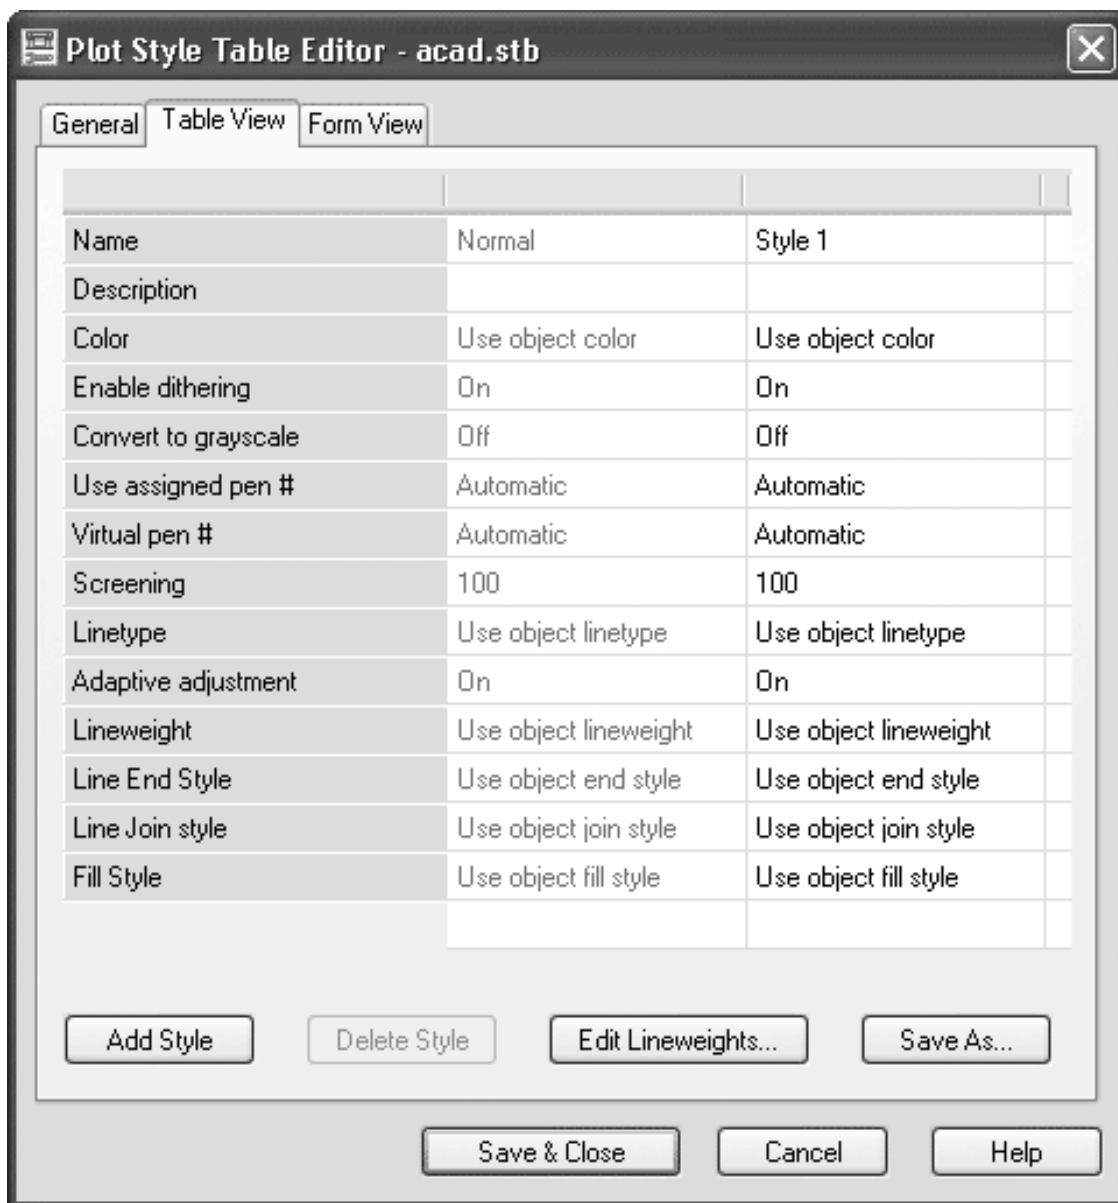 Plot Style Table Editor - acad.stb
General Table View Form View
Name Normal Style 1
Description
Color Use object color Use object color
Enable dithering On On
Convert to grayscale Off Off
Use assigned pen # Automatic Automatic
Virtual pen # Automatic Automatic
Screening 100 100
Linetype Use object linetype Use object linetype
Adaptive adjustment On On
Lineweight Use object lineweight Use object lineweight
Line End Style Use object end style Use object end style
Line Join style Use object join style Use object join style
Fill Style Use object fill style Use object fill style
Add Style Delete Style Edit Lineweights... Save As...
Save & Close Cancel Help